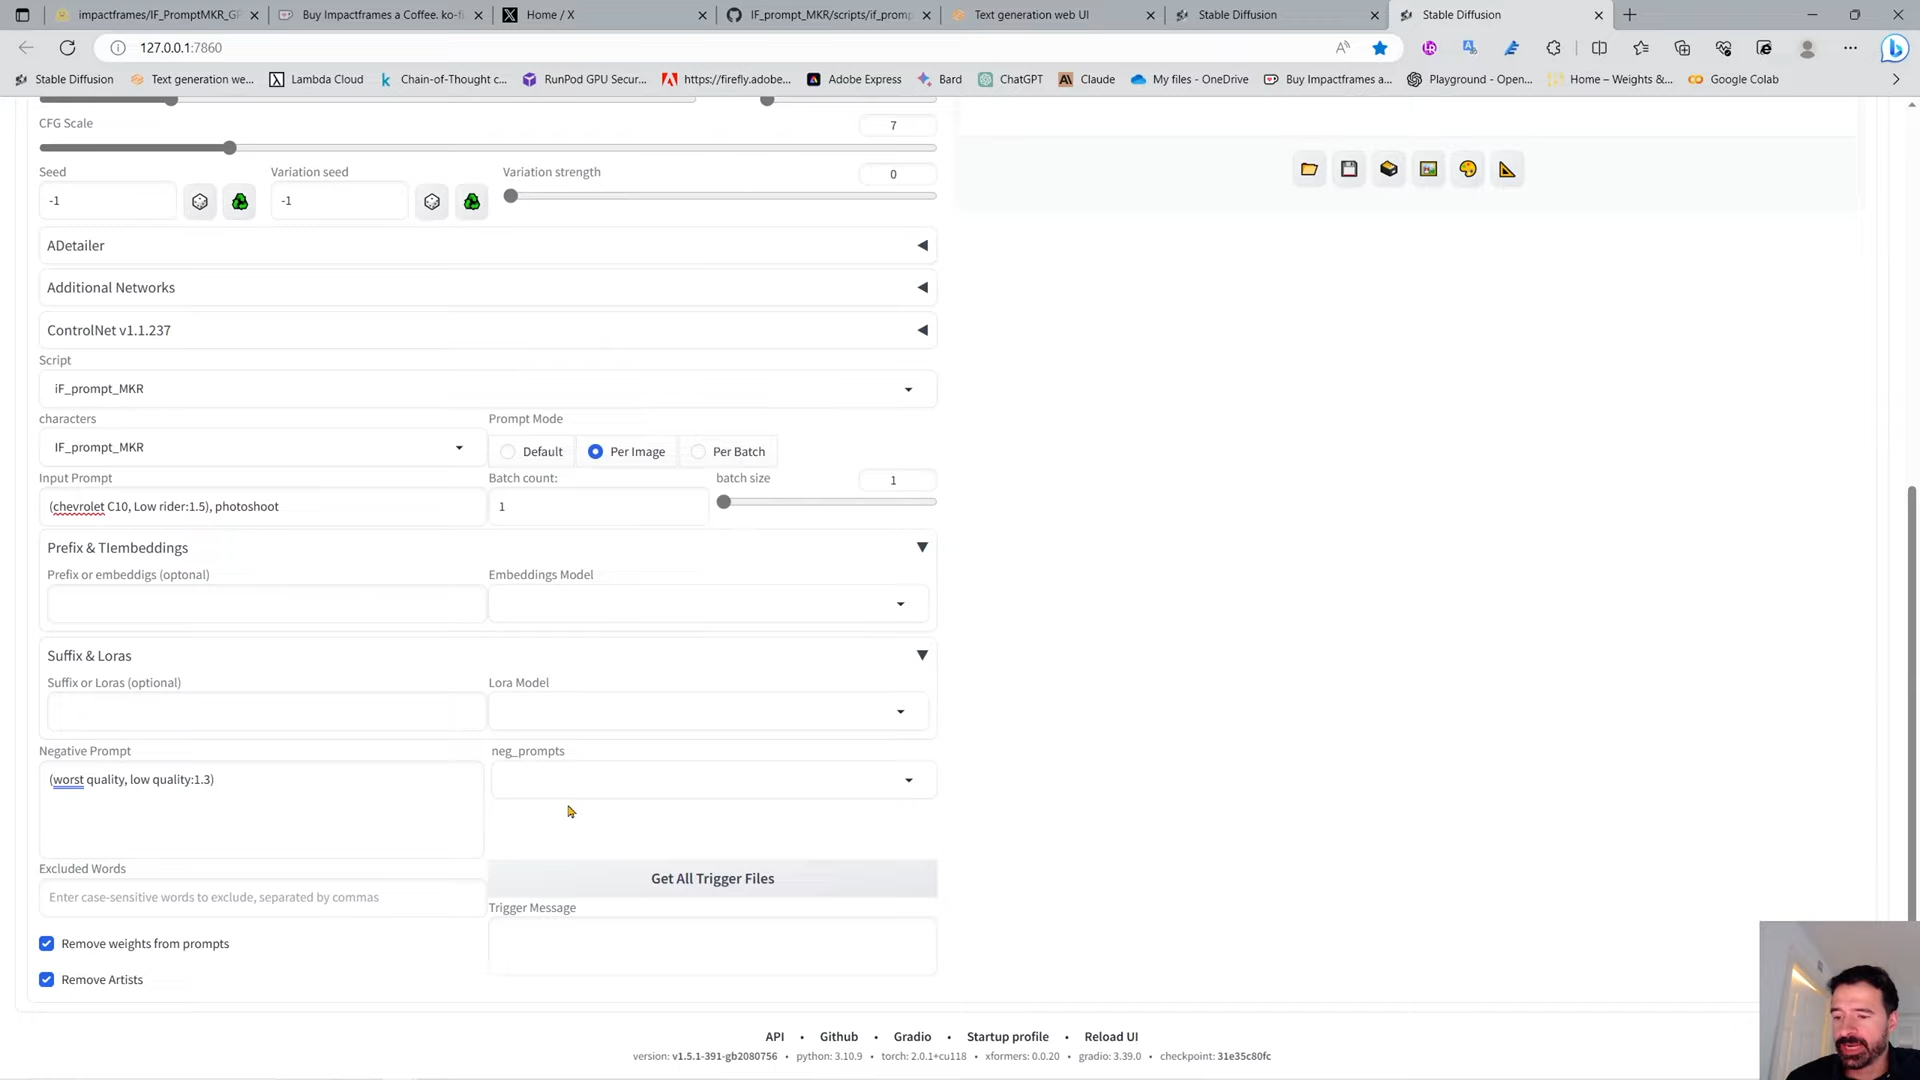 impactframes/IF_PromptMKR_GP
Buy Impactframes a Coffee. ko-fi
Home / X
IF_prompt_MKR/scripts/if_promp
Text generation web UI
Stable Diffusion
Stable Diffusion
127.0.0.1:7860
Stable Diffusion
Text generation we...
Lambda Cloud
Chain-of-Thought c...
RunPod GPU Secur...
https://firefly.adobe...
Adobe Express
Bard
ChatGPT
Claude
My files - OneDrive
Buy Impactframes a...
Playground - Open...
Home – Weights &...
Google Colab
CFG Scale
7
Seed
Variation seed
Variation strength
0
-1
-1
ADetailer
Additional Networks
ControlNet v1.1.237
Script
iF_prompt_MKR
characters
Prompt Mode
IF_prompt_MKR
Default
Per Image
Per Batch
Input Prompt
Batch count:
batch size
1
(chevrolet C10, Low rider:1.5), photoshoot
1
Prefix & TIembeddings
Prefix or embeddigs (optonal)
Embeddings Model
Suffix & Loras
Suffix or Loras (optional)
Lora Model
Negative Prompt
neg_prompts
(worst quality, low quality:1.3)
Excluded Words
Get All Trigger Files
Enter case-sensitive words to exclude, separated by commas
Trigger Message
Remove weights from prompts
Remove Artists
API • Github • Gradio • Startup profile • Reload UI
version: v1.5.1-391-gb2080756 • python: 3.10.9 • torch: 2.0.1+cu118 • xformers: 0.0.20 • gradio: 3.39.0 • checkpoint: 31e35c80fc